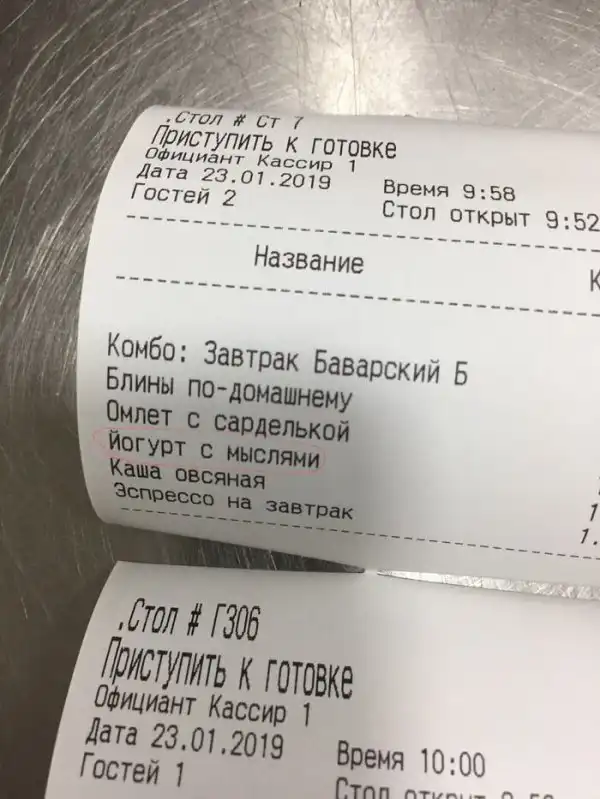 .Стол # Ст 7
Приступить к готовке
Официант Кассир 1
Дата 23.01.2019 Время 9:58
Гостей 2 Стол открыт 9:52
Название
Комбо: Завтрак Баварский Б
Блины по-домашнему
Омлет с сарделькой
Йогурт с мыслями
Каша овсяная
Эспрессо на завтрак
.Стол # Г306
Приступить к готовке
Официант Кассир 1
Дата 23.01.2019 Время 10:00
Гостей 1 Стол открыт